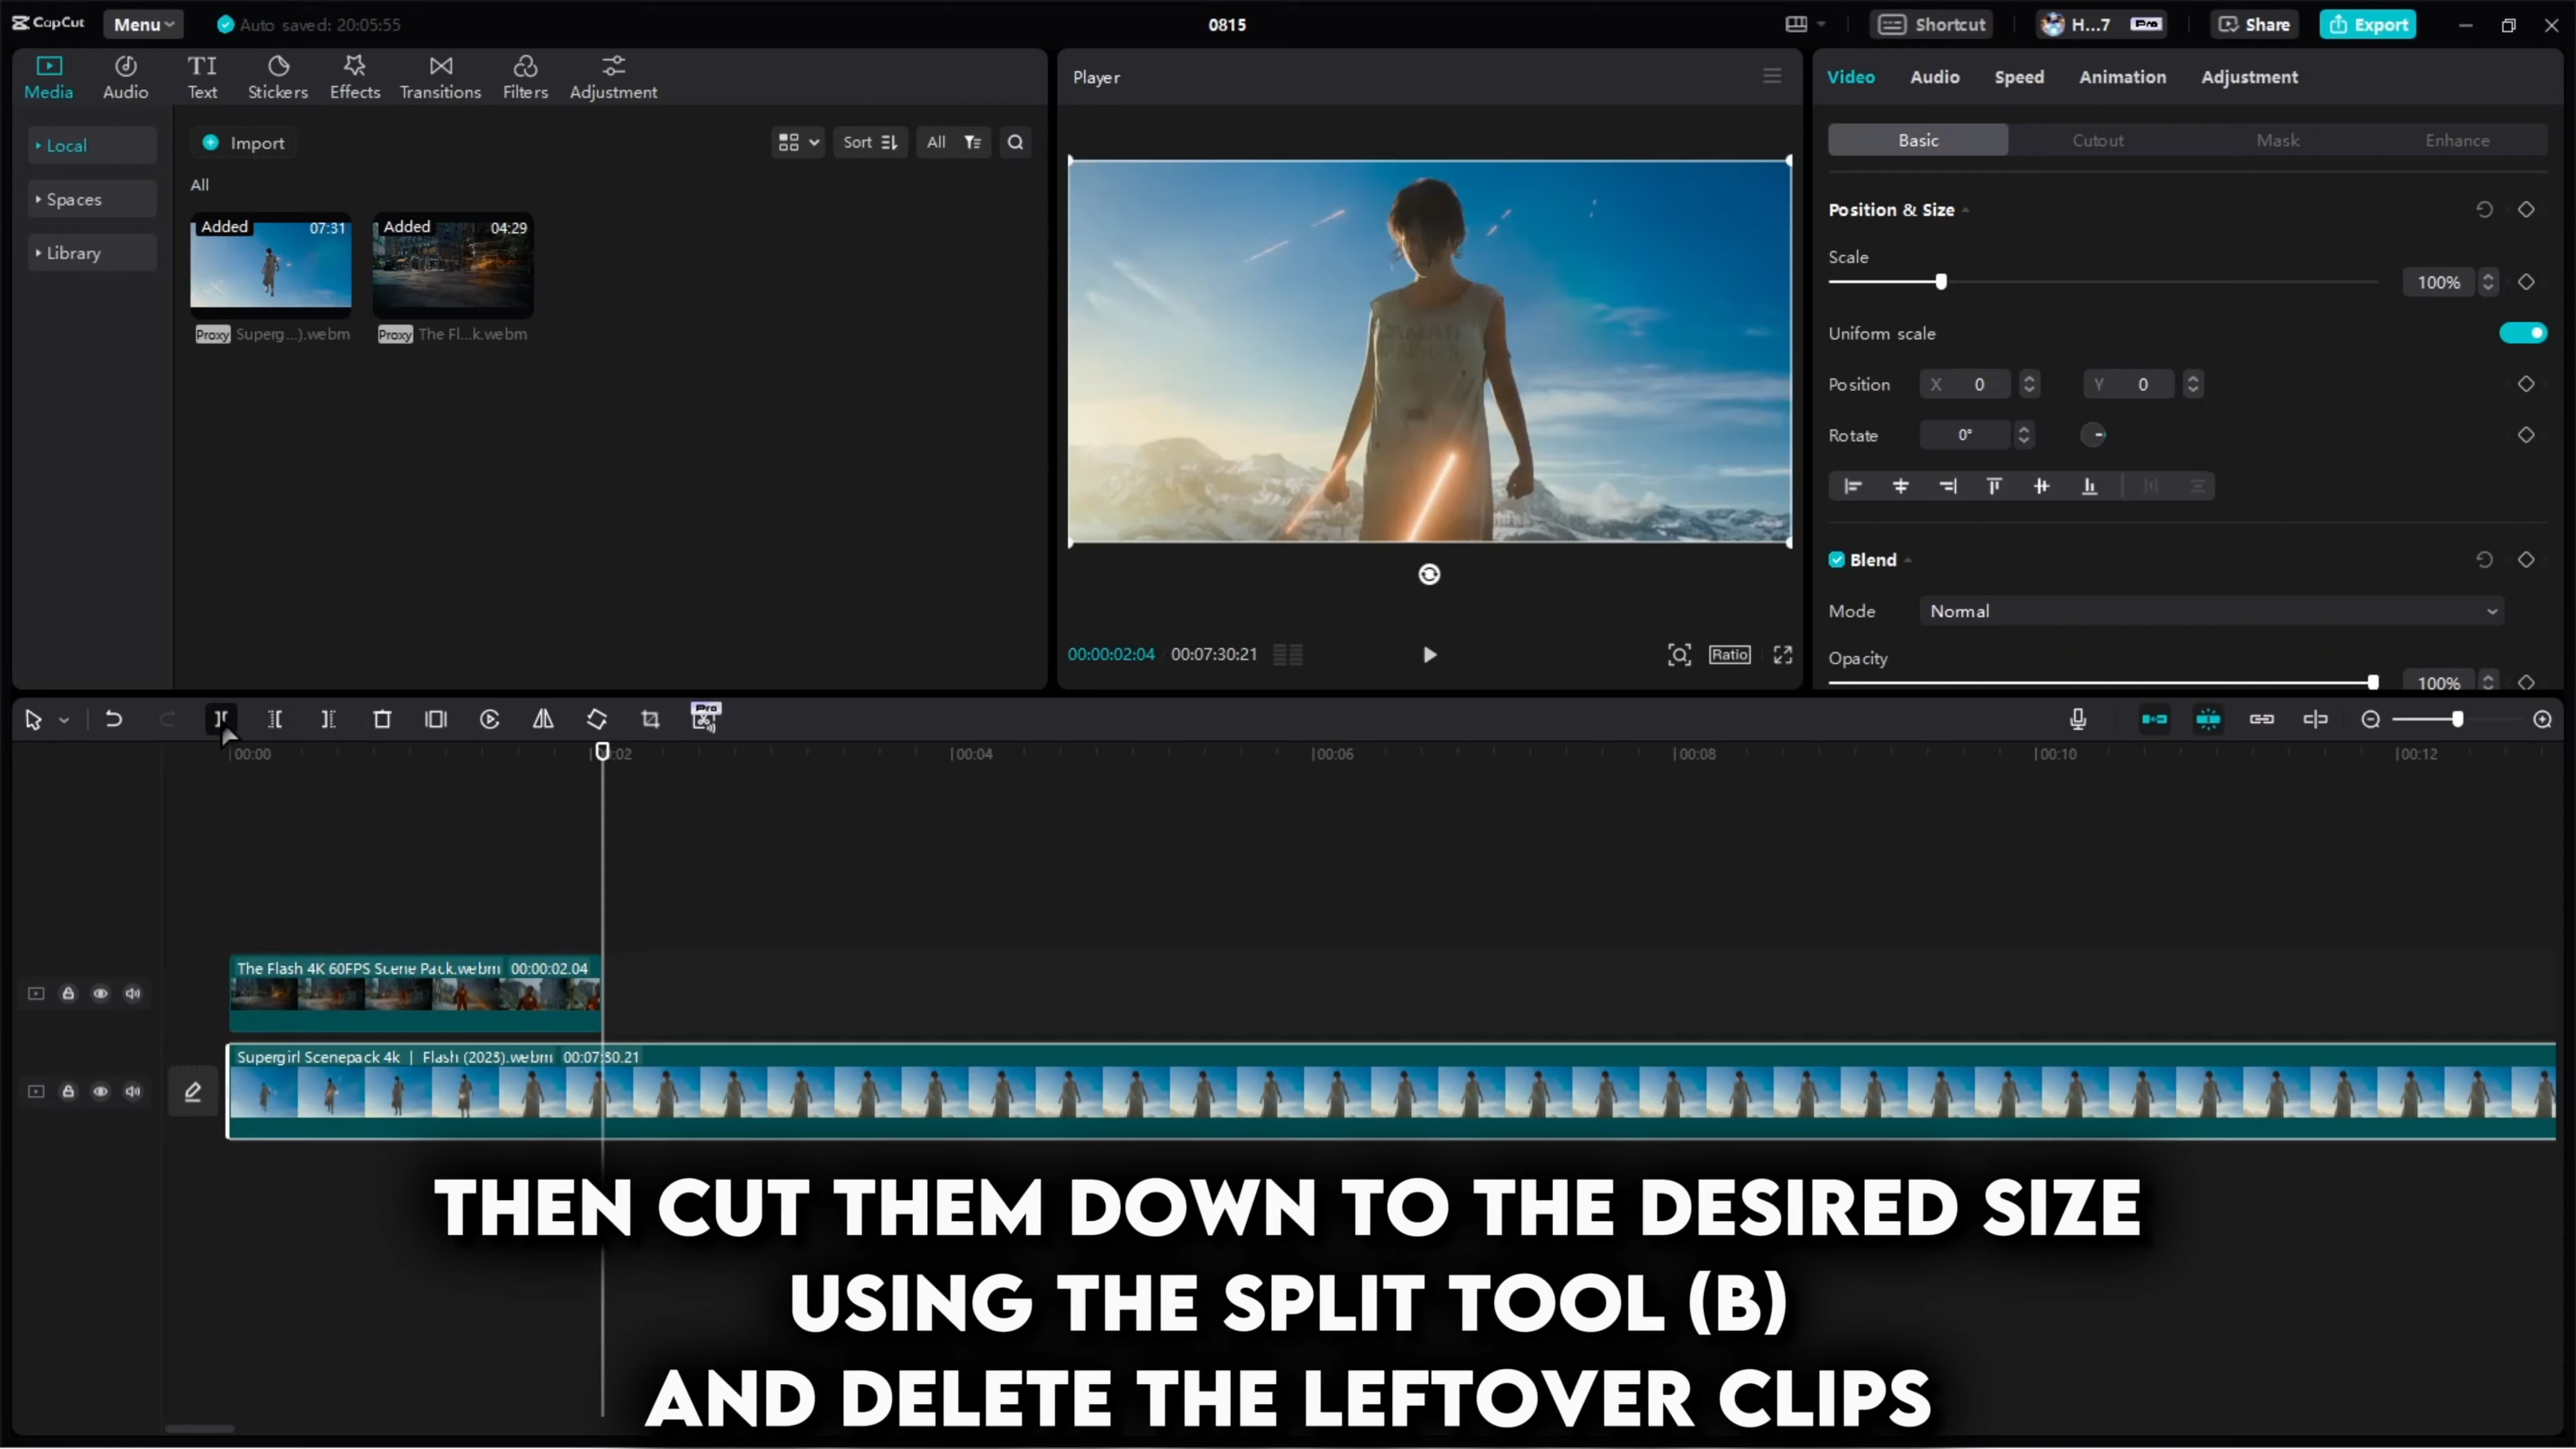 CapCut
Menu
Auto saved: 20:05:55
0815
Shortcut
H...7
Pro
Share
Export
Media
Audio
Text
Stickers
Effects
Transitions
Filters
Adjustment
Local
Spaces
Library
Import
Sort
All
All
Added
07:31
Added
04:29
Proxy
Superg...).webm
Proxy
The Fl...k.webm
Player
00:00:02:04
00:07:30:21
Ratio
Video
Audio
Speed
Animation
Adjustment
Basic
Cutout
Mask
Enhance
Position & Size
Scale
100%
Uniform scale
Position
X 0
Y 0
Rotate
0°
Blend
Mode
Normal
Opacity
100%
Pro
00:00
:02
00:04
00:06
00:08
00:10
00:12
The Flash 4K 60FPS Scene Pack.webm 00:00:02.04
Supergirl Scenepack 4k | Flash (2023).webm 00:07:30.21
THEN CUT THEM DOWN TO THE DESIRED SIZE
USING THE SPLIT TOOL (B)
AND DELETE THE LEFTOVER CLIPS